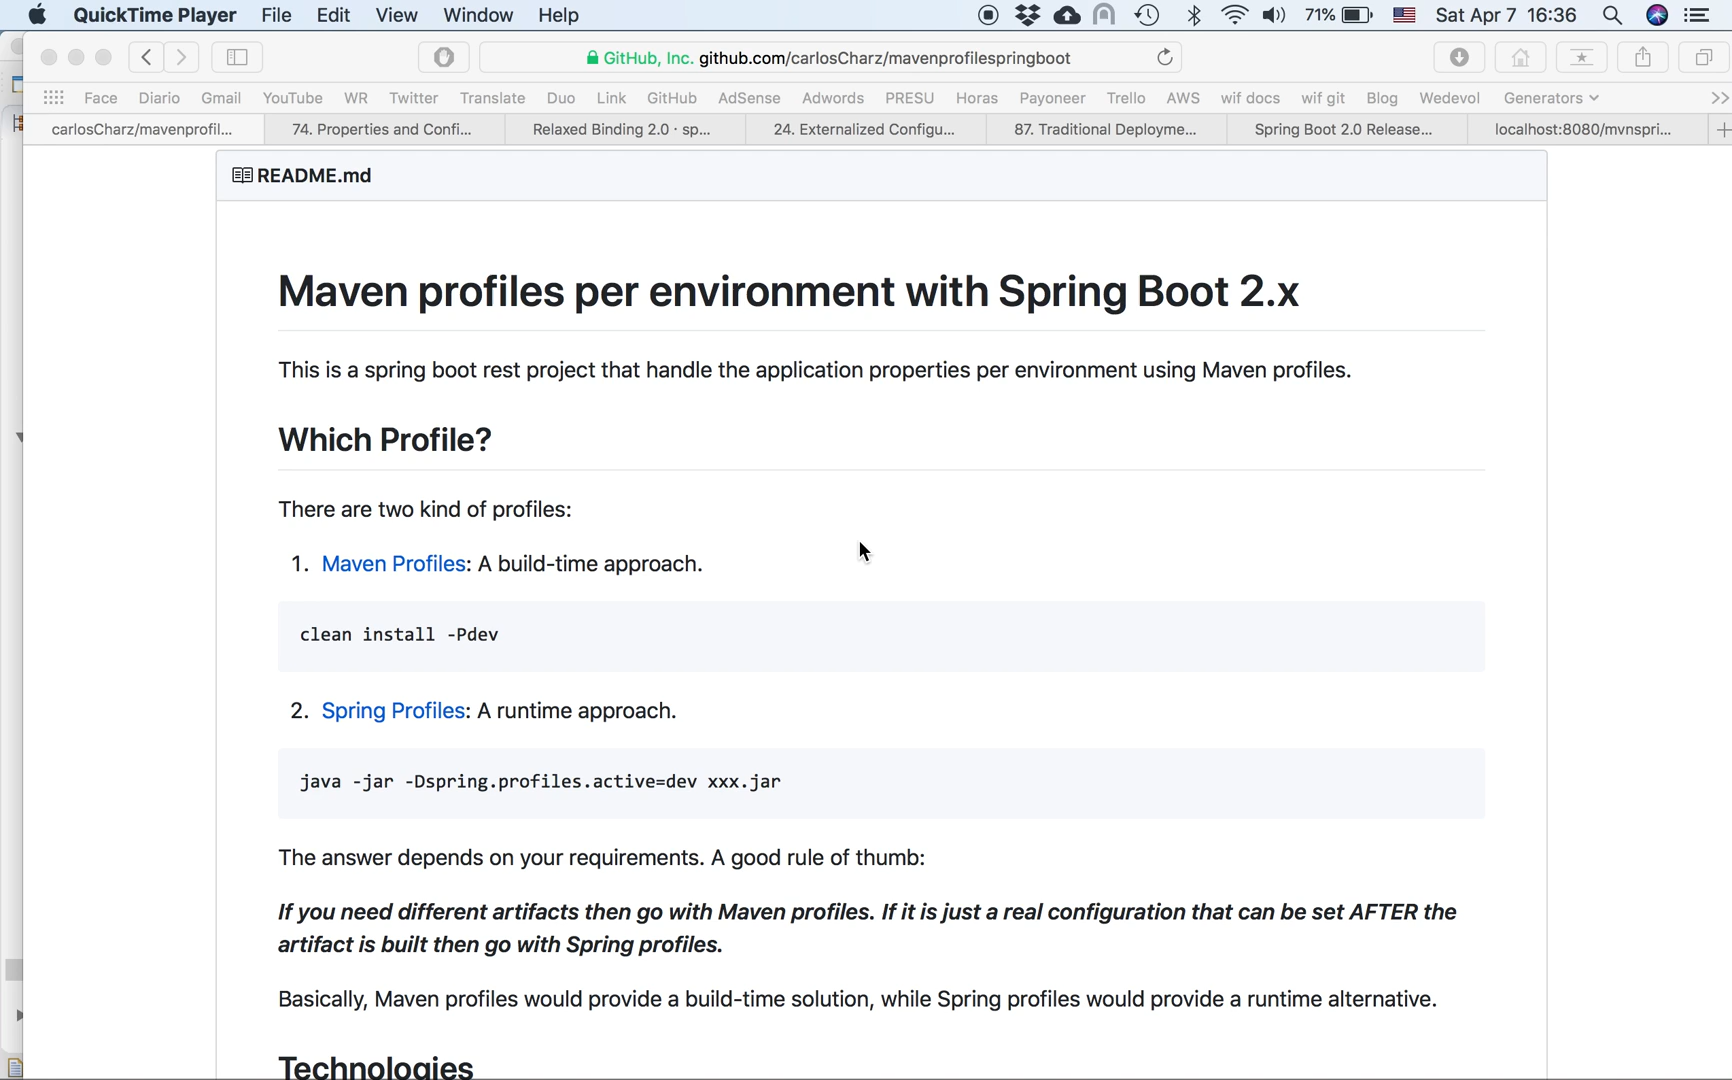 QuickTime Player File Edit View Window Help 71% Sat Apr 7 16:36
GitHub, Inc. github.com/carlosCharz/mavenprofilespringboot
Face Diario Gmail YouTube WR Twitter Translate Duo Link GitHub AdSense Adwords PRESU Horas Payoneer Trello AWS wif docs wif git Blog Wedevol Generators
carlosCharz/mavenprofil... 74. Properties and Confi... Relaxed Binding 2.0 · sp... 24. Externalized Configu... 87. Traditional Deployme... Spring Boot 2.0 Release... localhost:8080/mvnspri...
README.md
Maven profiles per environment with Spring Boot 2.x
This is a spring boot rest project that handle the application properties per environment using Maven profiles.
Which Profile?
There are two kind of profiles:
1. Maven Profiles: A build-time approach.
clean install -Pdev
2. Spring Profiles: A runtime approach.
java -jar -Dspring.profiles.active=dev xxx.jar
The answer depends on your requirements. A good rule of thumb:
If you need different artifacts then go with Maven profiles. If it is just a real configuration that can be set AFTER the
artifact is built then go with Spring profiles.
Basically, Maven profiles would provide a build-time solution, while Spring profiles would provide a runtime alternative.
Technologies